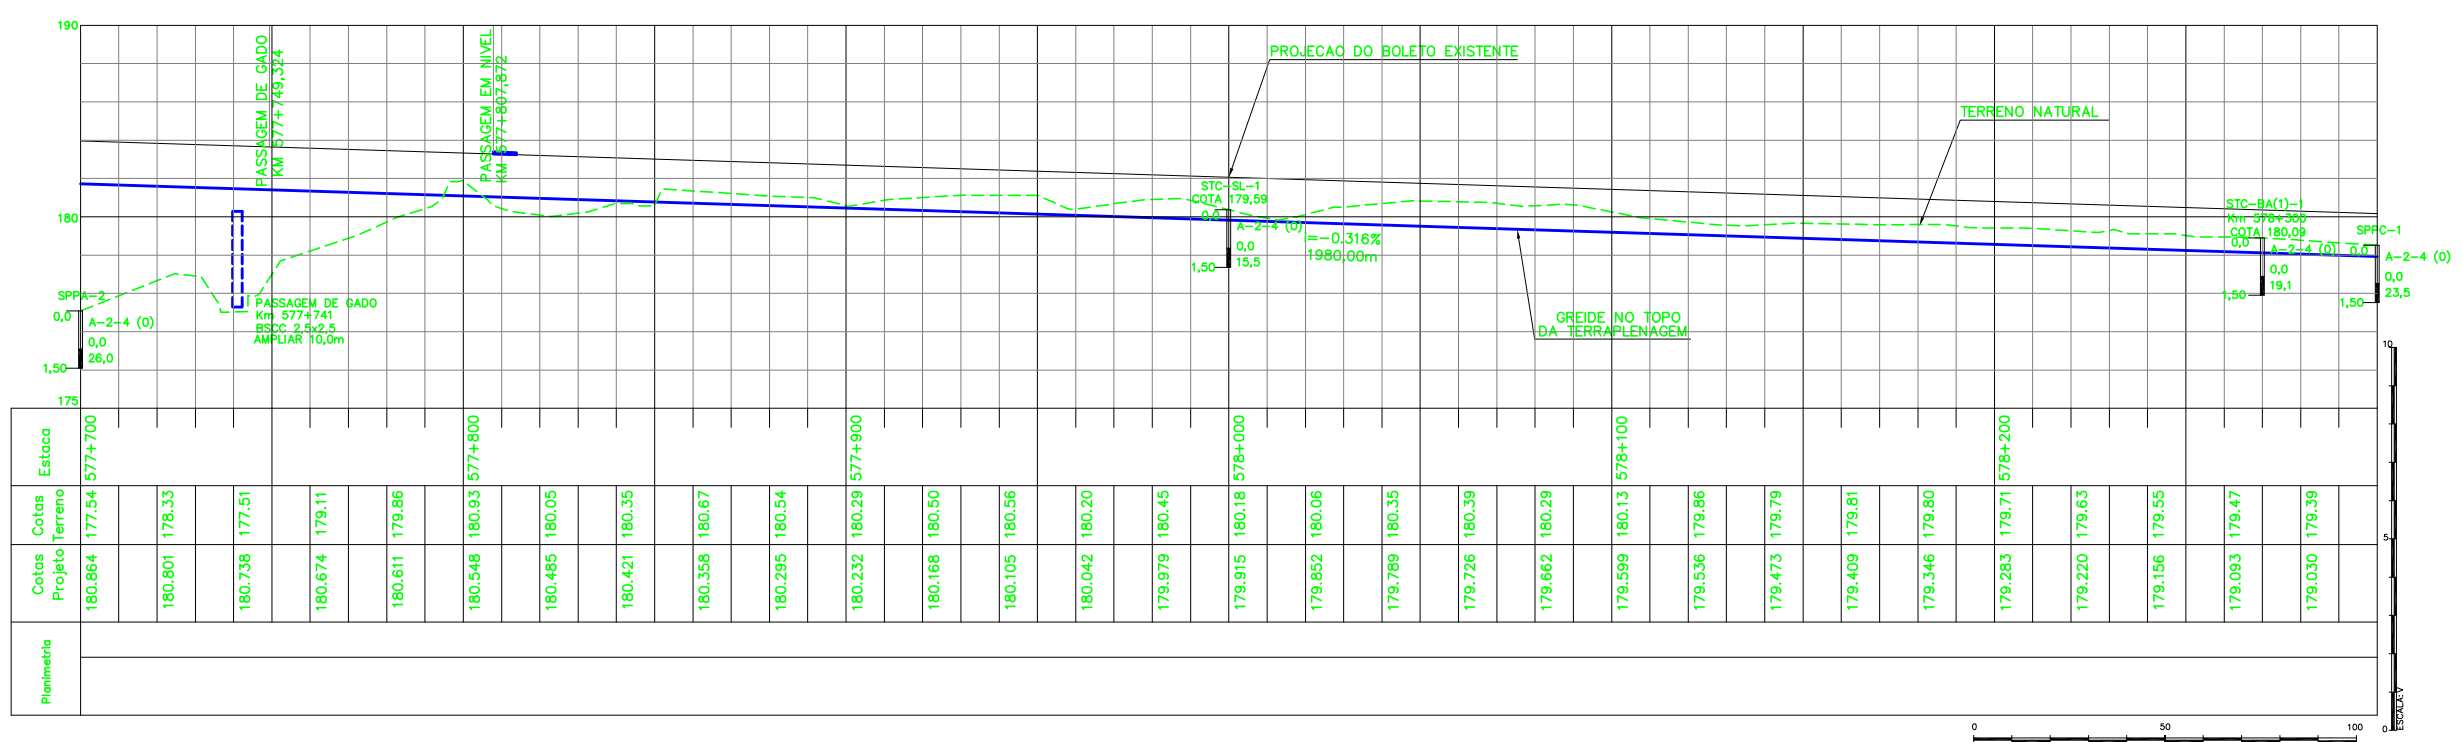 190
PASSAGEM DE GADO
KM 577+749,324
PASSAGEM EM NIVEL
KM 577+807,872
PROJECAO DO BOLETO EXISTENTE
TERRENO NATURAL
180
STC-SL-1
COTA 179,59
0,0
A-2-4 (0)
0,0
15,5
1,50
i=-0.316%
1980.00m
STC-BA(1)-1
Km 578+300
COTA 180,09
0,0
A-2-4 (0)
0,0
19,1
1,50
SPPC-1
0,0
A-2-4 (0)
0,0
23,5
1,50
SPPA-2
0,0
A-2-4 (0)
0,0
26,0
1,50
PASSAGEM DE GADO
Km 577+741
BSCC 2,5x2,5
AMPLIAR 10,0m
GREIDE NO TOPO
DA TERRAPLENAGEM
175
Estaca
577+700
577+800
577+900
578+000
578+100
578+200
Cotas
Terreno
177.54
178.33
177.51
179.11
179.86
180.93
180.05
180.35
180.67
180.54
180.29
180.50
180.56
180.20
180.45
180.18
180.06
180.35
180.39
180.29
180.13
179.86
179.79
179.81
179.80
179.71
179.63
179.55
179.47
179.39
Cotas
Projeto
180.864
180.801
180.738
180.674
180.611
180.548
180.485
180.421
180.358
180.295
180.232
180.168
180.105
180.042
179.979
179.915
179.852
179.789
179.726
179.662
179.599
179.536
179.473
179.409
179.346
179.283
179.220
179.156
179.093
179.030
Planimetria
10
5
0
ESCALA: V
0
50
100